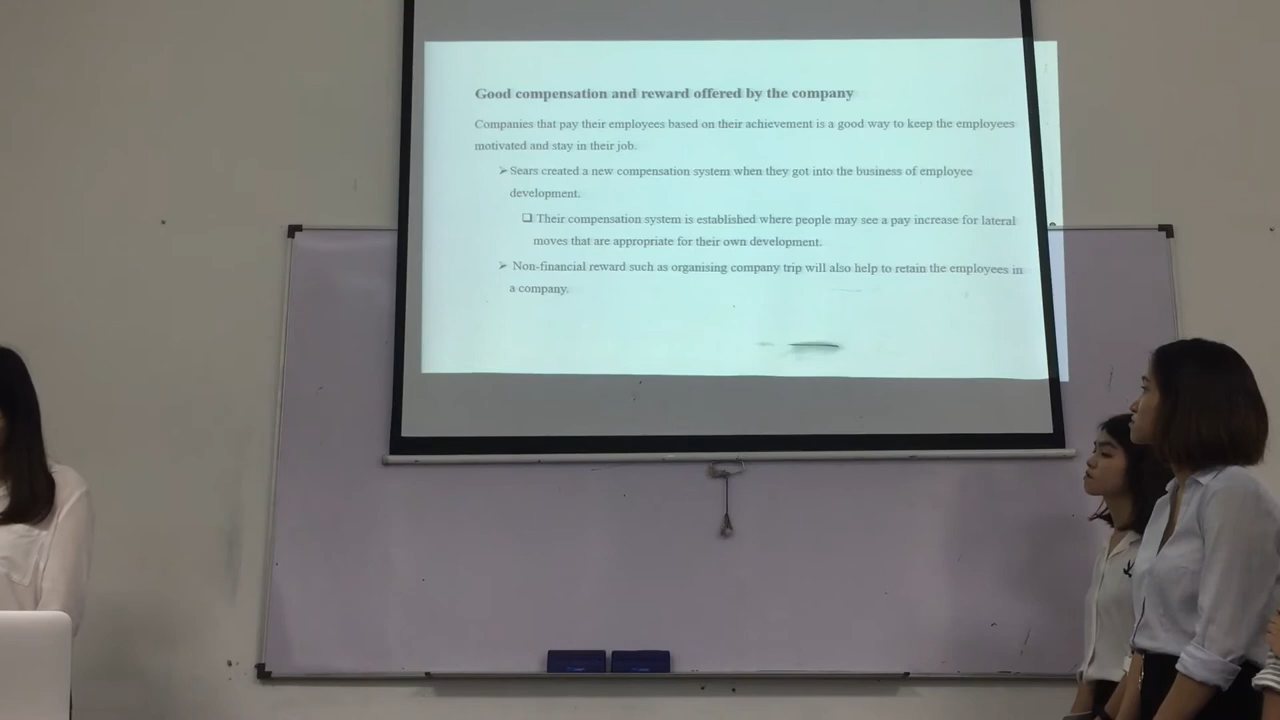 Good compensation and reward offered by the company
Companies that pay their employees based on their achievement is a good way to keep the employees
motivated and stay in their job.
➢ Sears created a new compensation system when they got into the business of employee
development.
❑ Their compensation system is established where people may see a pay increase for lateral
moves that are appropriate for their own development.
➢ Non-financial reward such as organising company trip will also help to retain the employees in
a company.